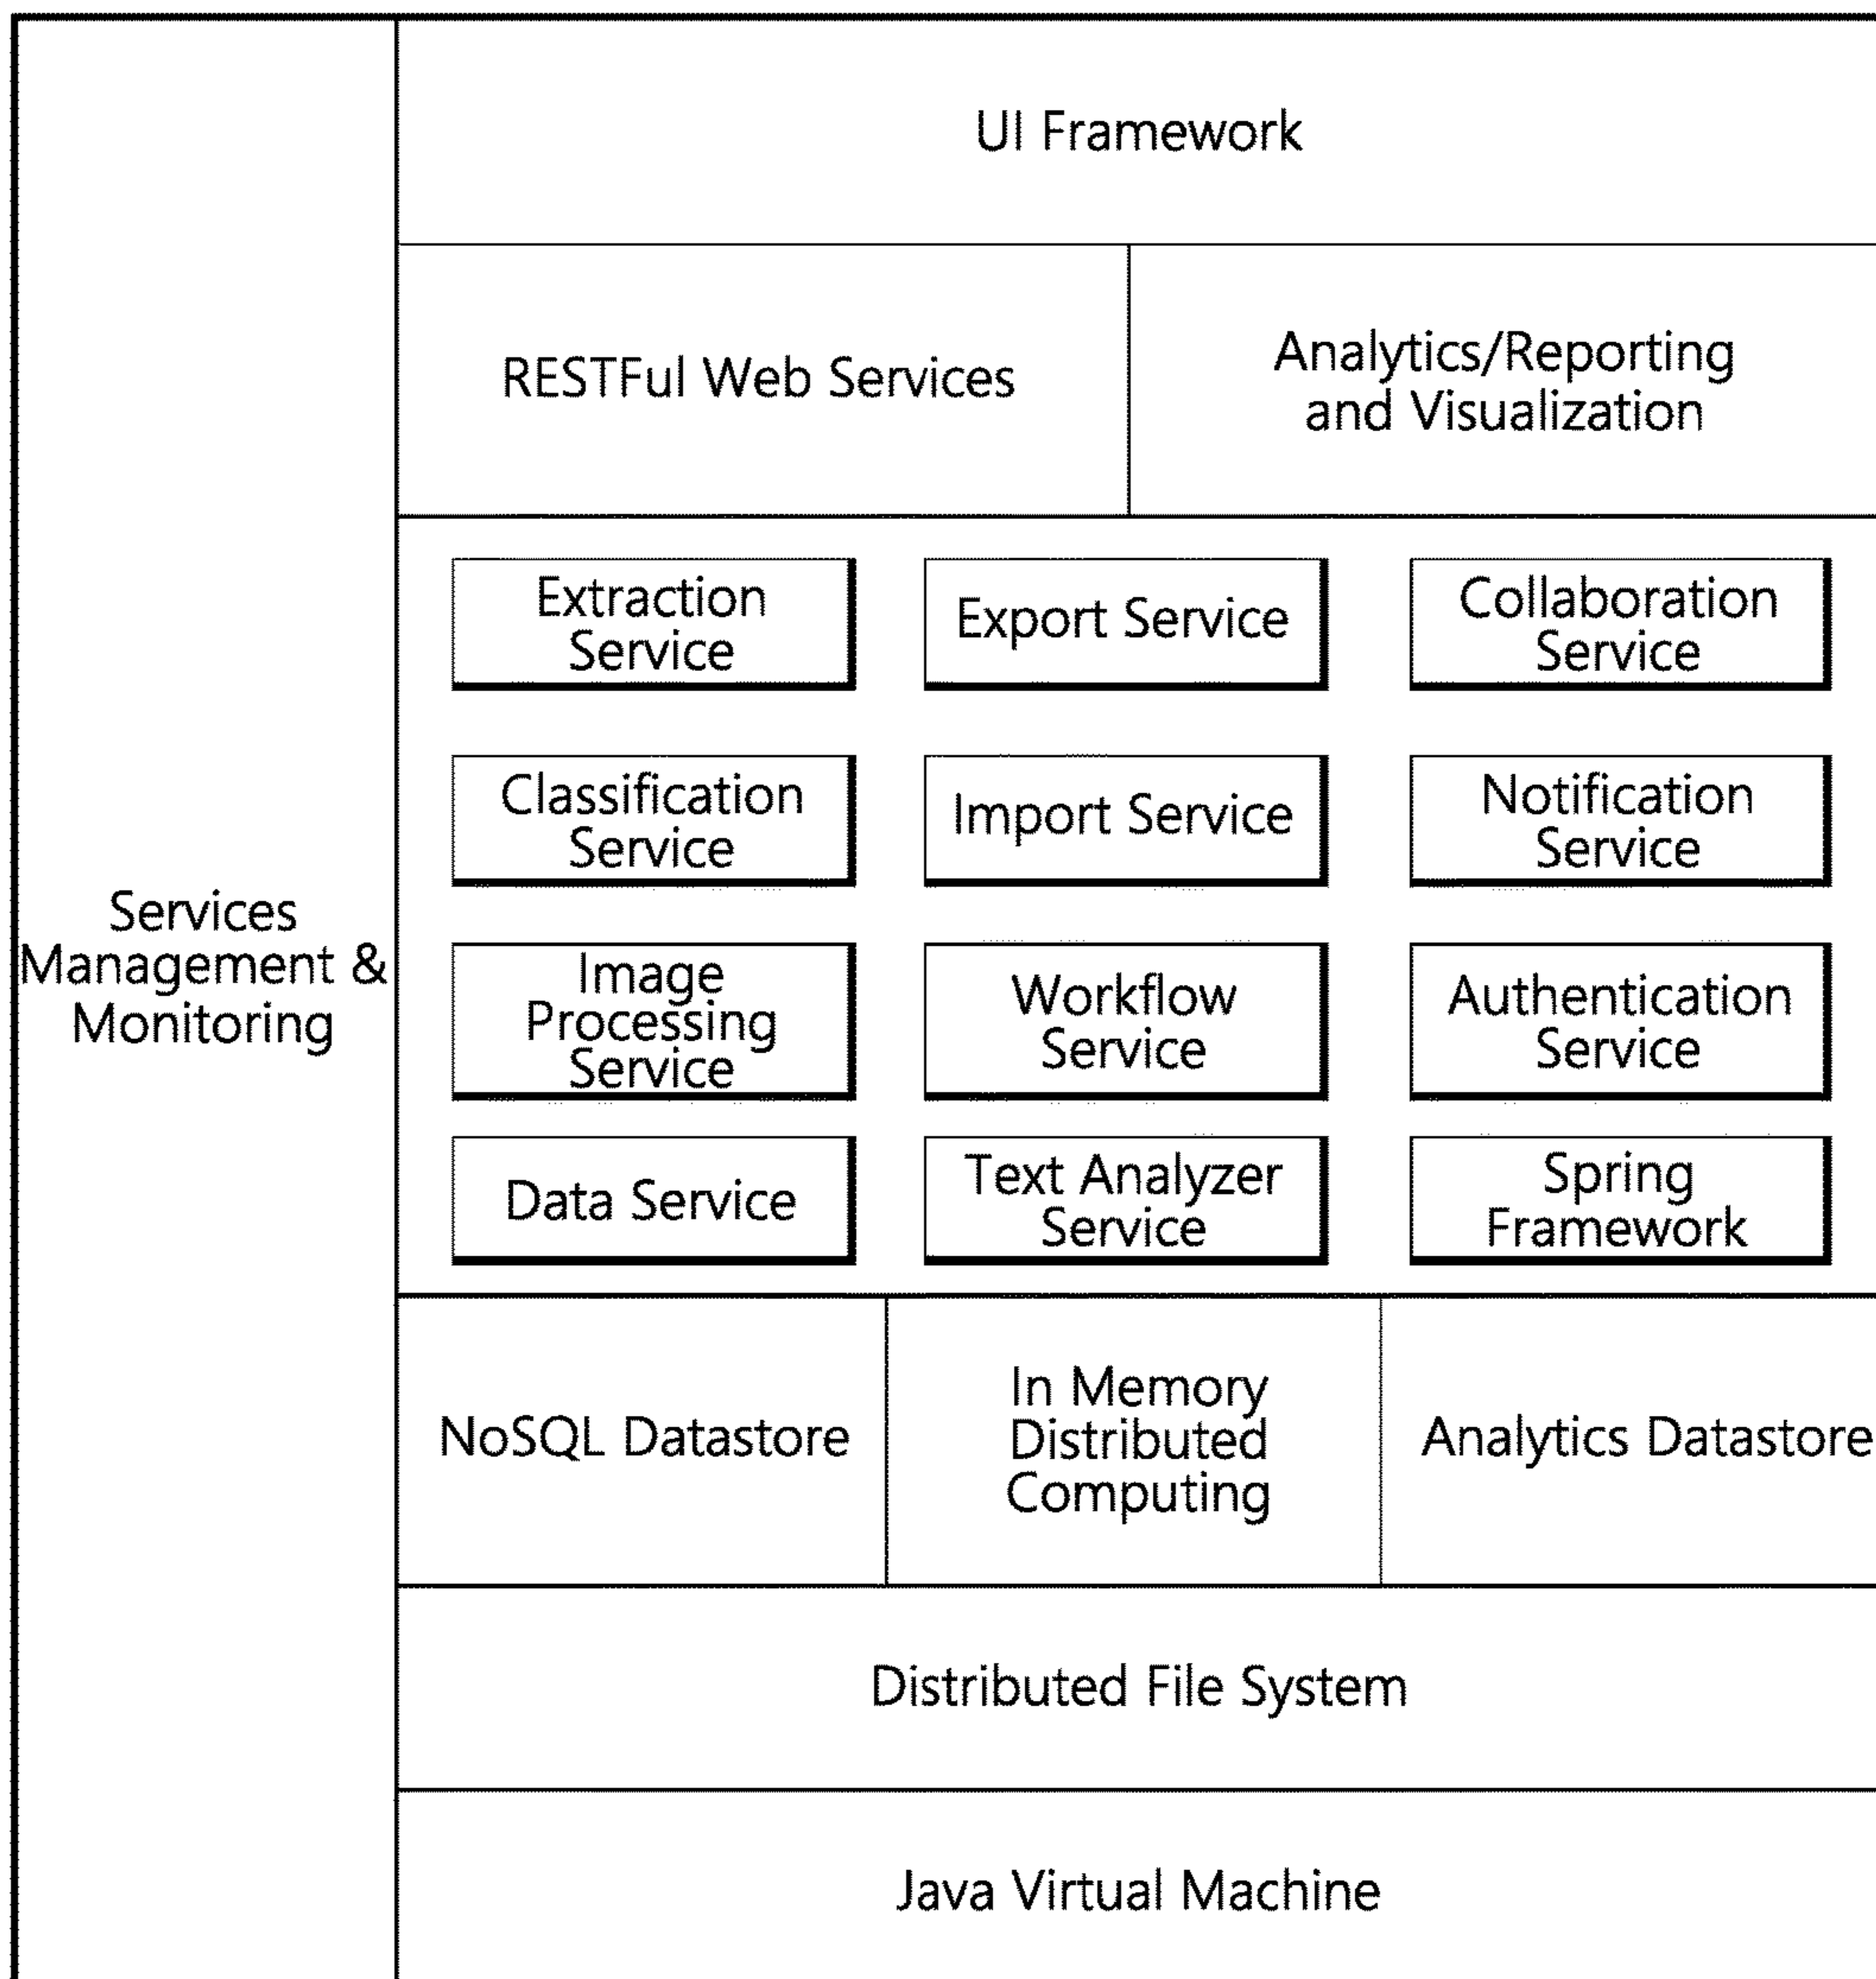 UI Framework
RESTFul Web Services
Analytics/Reporting
and Visualization
Services
Management &
Monitoring
Extraction
Service
Export Service
Collaboration
Service
Classification
Service
Import Service
Notification
Service
Image
Processing
Service
Workflow
Service
Authentication
Service
Data Service
Text Analyzer
Service
Spring
Framework
NoSQL Datastore
In Memory
Distributed
Computing
Analytics Datastore
Distributed File System
Java Virtual Machine